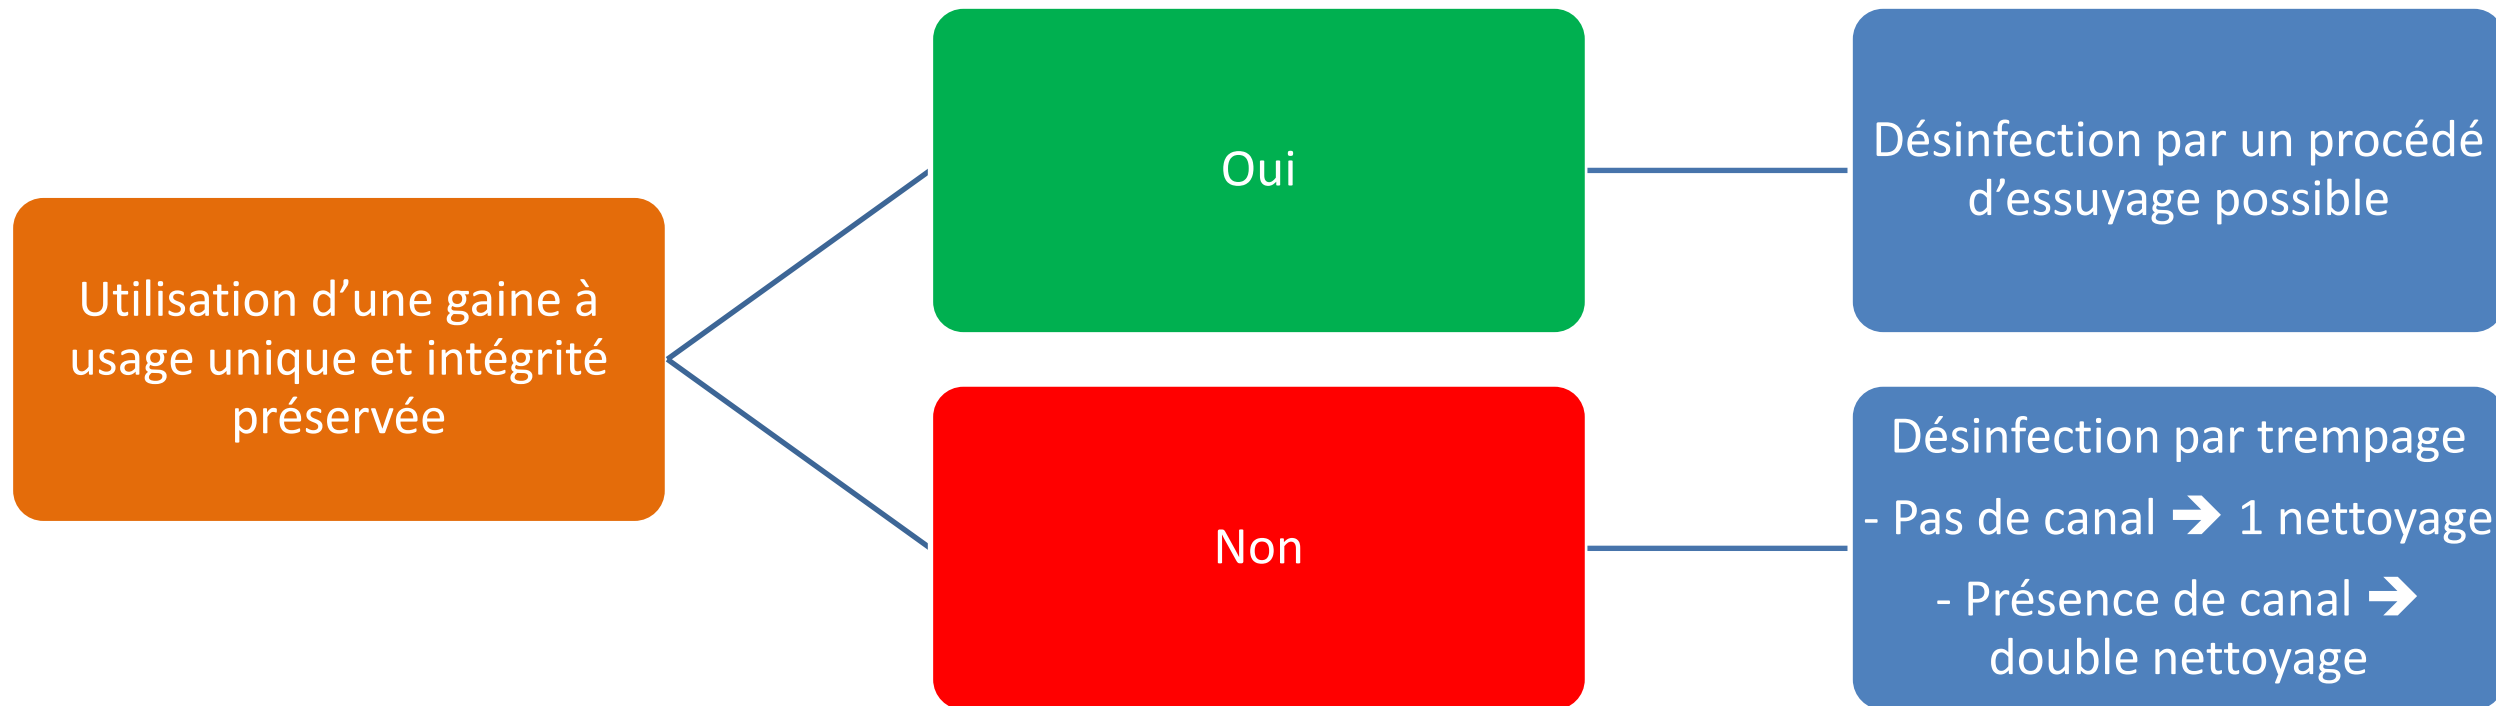 Utilisation d’une gaine à
usage unique et intégrité
préservée
Oui
Désinfection par un procédé
d’essuyage possible
Non
Désinfection par trempage
- Pas de canal 🡪 1 nettoyage
- Présence de canal 🡪
double nettoyage